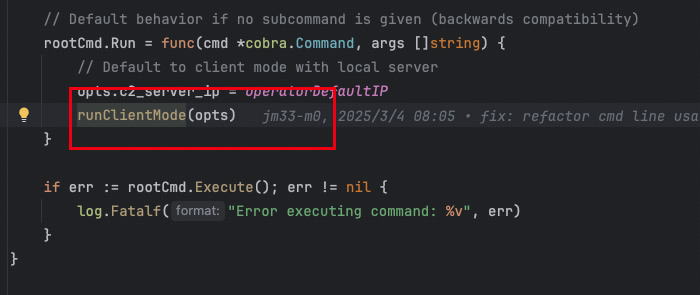 // Default behavior if no subcommand is given (backwards compatibility)
rootCmd.Run = func(cmd *cobra.Command, args []string) {
// Default to client mode with local server
opts.c2_server_ip = operatorDefaultIP
runClientMode(opts) jm33-m0, 2025/3/4 08:05 • fix: refactor cmd line usa
}
if err := rootCmd.Execute(); err != nil {
log.Fatalf( format: "Error executing command: %v", err)
}
}